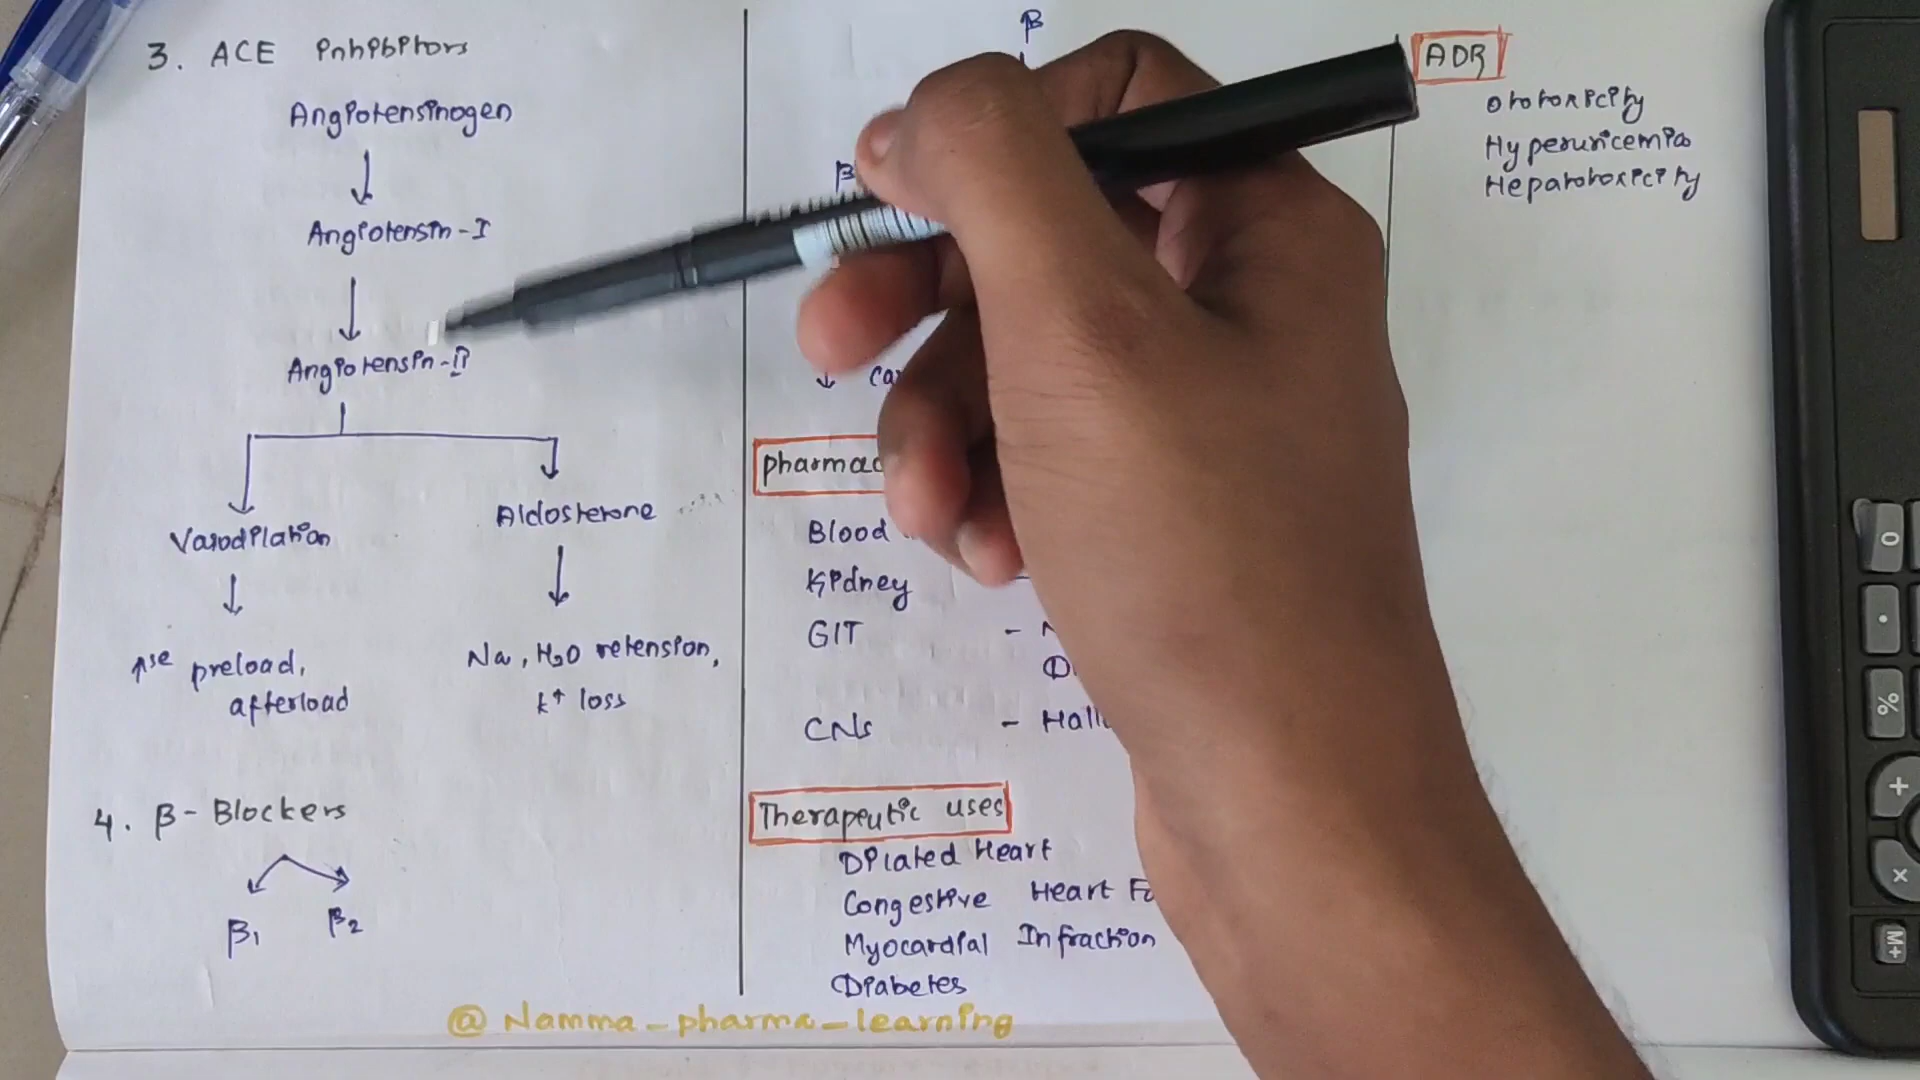 3. ACE Inhibitors
Angiotensinogen
Angiotensin-I
Angiotensin-II
Vasodilation
Aldosterone
↑se preload,
afterload
Na, H2O retension,
k+ loss
4. β-Blockers
β1
β2
β
β
↓
Blood
Kidney
GIT -
CNs -
Therapeutic uses
Dilated Heart
Congestive Heart
Myocardial Infraction
Diabetes
ADR
Ototoxicity
Hyperuricemia
Hepatotoxicity
@ Namma_pharma_learning
0
.
%
+
×
M+